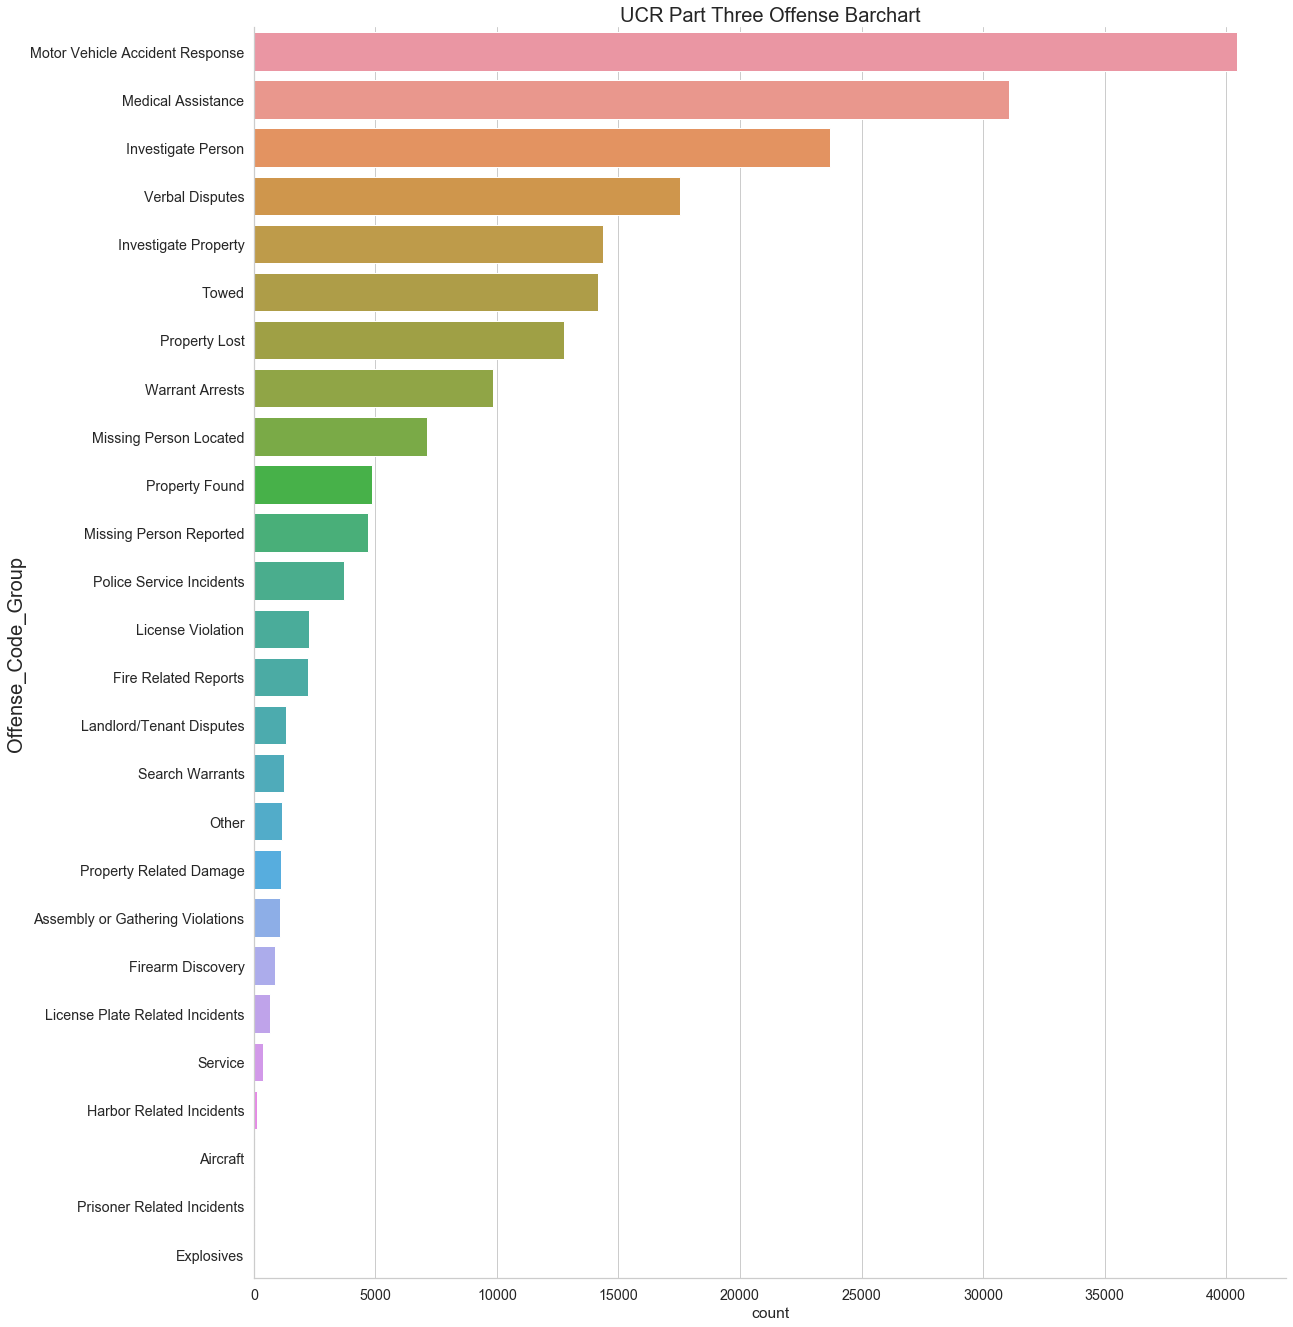 UCR Part Three Offense Barchart
Motor Vehicle Accident Response
Medical Assistance
Investigate Person
Verbal Disputes
Investigate Property
Towed
Property Lost
Warrant Arrests
Missing Person Located
Property Found
Missing Person Reported
Police Service Incidents
License Violation
Fire Related Reports
Landlord/Tenant Disputes
Search Warrants
Other
Property Related Damage
Assembly or Gathering Violations
Firearm Discovery
License Plate Related Incidents
Service
Harbor Related Incidents
Aircraft
Prisoner Related Incidents
Explosives
Offense_Code_Group
0 5000 10000 15000 20000 25000 30000 35000 40000
count